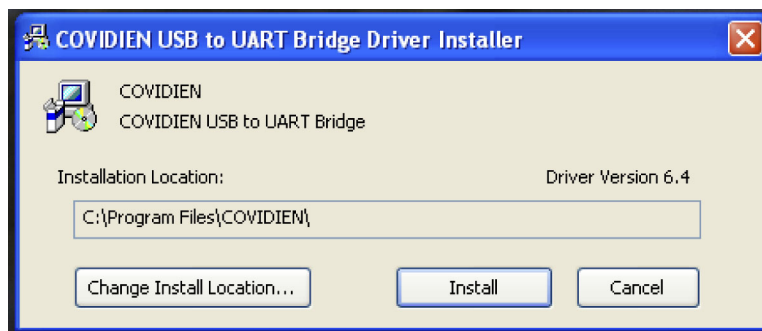 COVIDIEN USB to UART Bridge Driver Installer
COVIDIEN
COVIDIEN USB to UART Bridge
Installation Location: Driver Version 6.4
C:\Program Files\COVIDIEN\
Change Install Location... Install Cancel